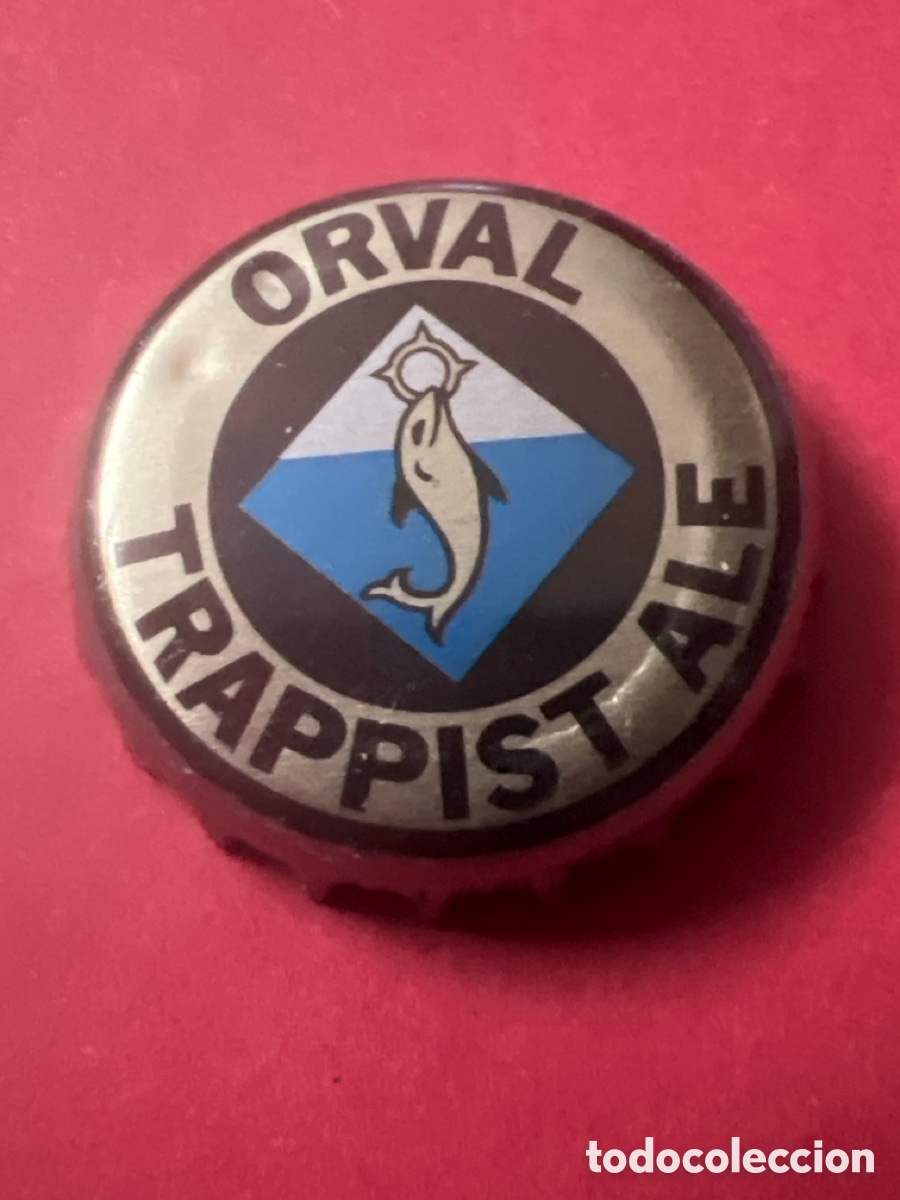 ORVAL
TRAPPIST ALE
todocoleccion